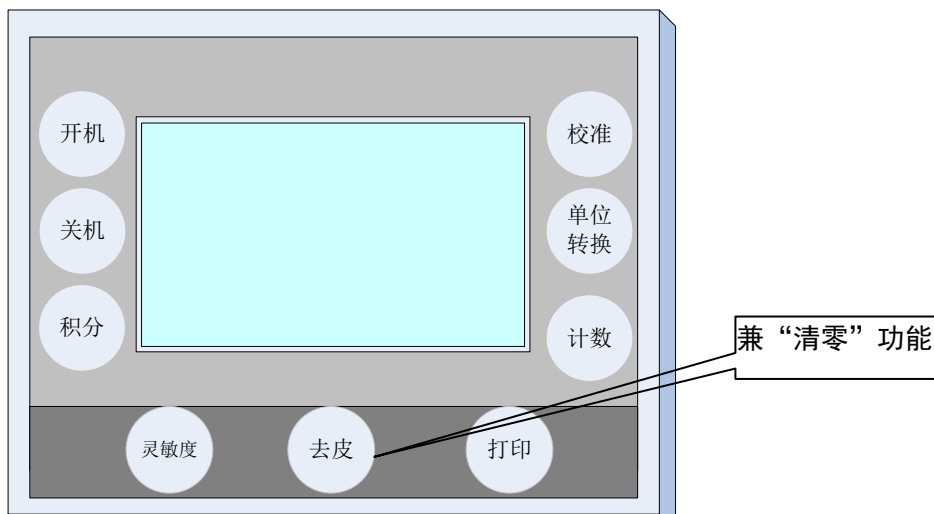 开机
关机
积分
校准
单位
转换
计数
灵敏度
去皮
打印
兼“清零”功能